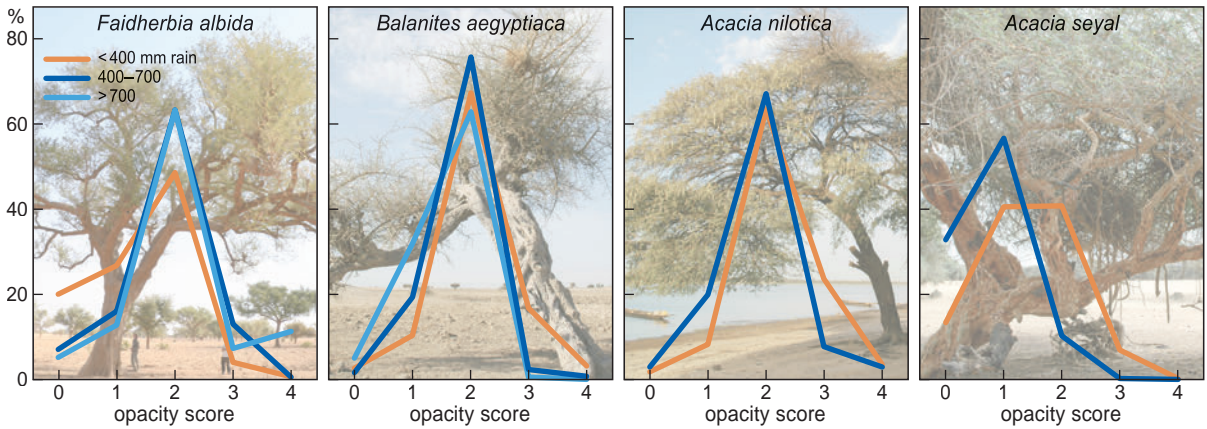 %
Faidherbia albida
Balanites aegyptiaca
Acacia nilotica
Acacia seyal
80
<400 mm rain
400–700
>700
60
40
20
0
0 1 2 3 4
0 1 2 3 4
0 1 2 3 4
0 1 2 3 4
opacity score
opacity score
opacity score
opacity score